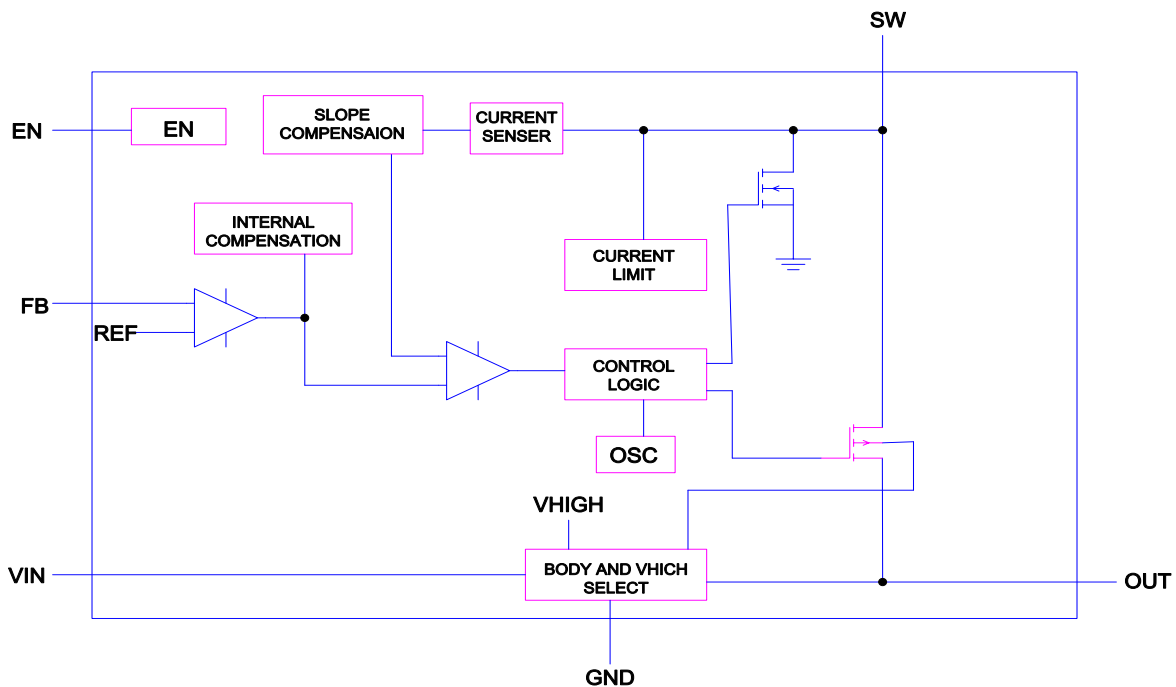 SW
EN
EN
SLOPE
COMPENSAION
CURRENT
SENSER
INTERNAL
COMPENSATION
CURRENT
LIMIT
FB
REF
CONTROL
LOGIC
OSC
VHIGH
VIN
BODY AND VHICH
SELECT
OUT
GND